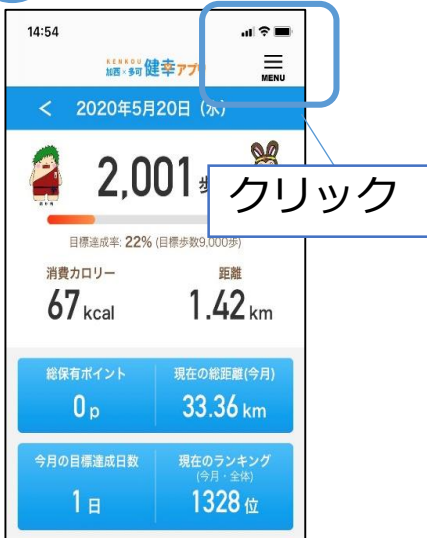 14:54
KENKOU
加西×多可 健幸アプリ
MENU
< 2020年5月20日 (水)
2,001 歩
クリック
目標達成率: 22% (目標歩数9,000歩)
消費カロリー 距離
67 kcal 1.42 km
総保有ポイント 現在の総距離(今月)
0 p 33.36 km
今月の目標達成日数 現在のランキング
(今月・全体)
1 日 1328 位